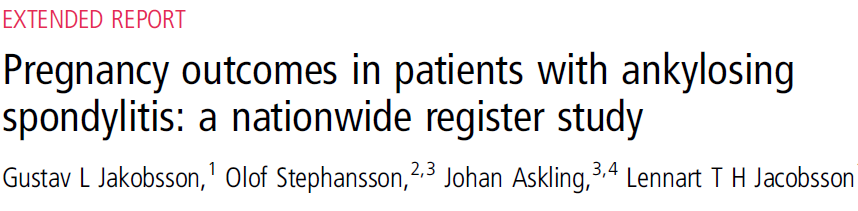 EXTENDED REPORT
Pregnancy outcomes in patients with ankylosing
spondylitis: a nationwide register study
Gustav L Jakobsson,1 Olof Stephansson,2,3 Johan Askling,3,4 Lennart T H Jacobsson